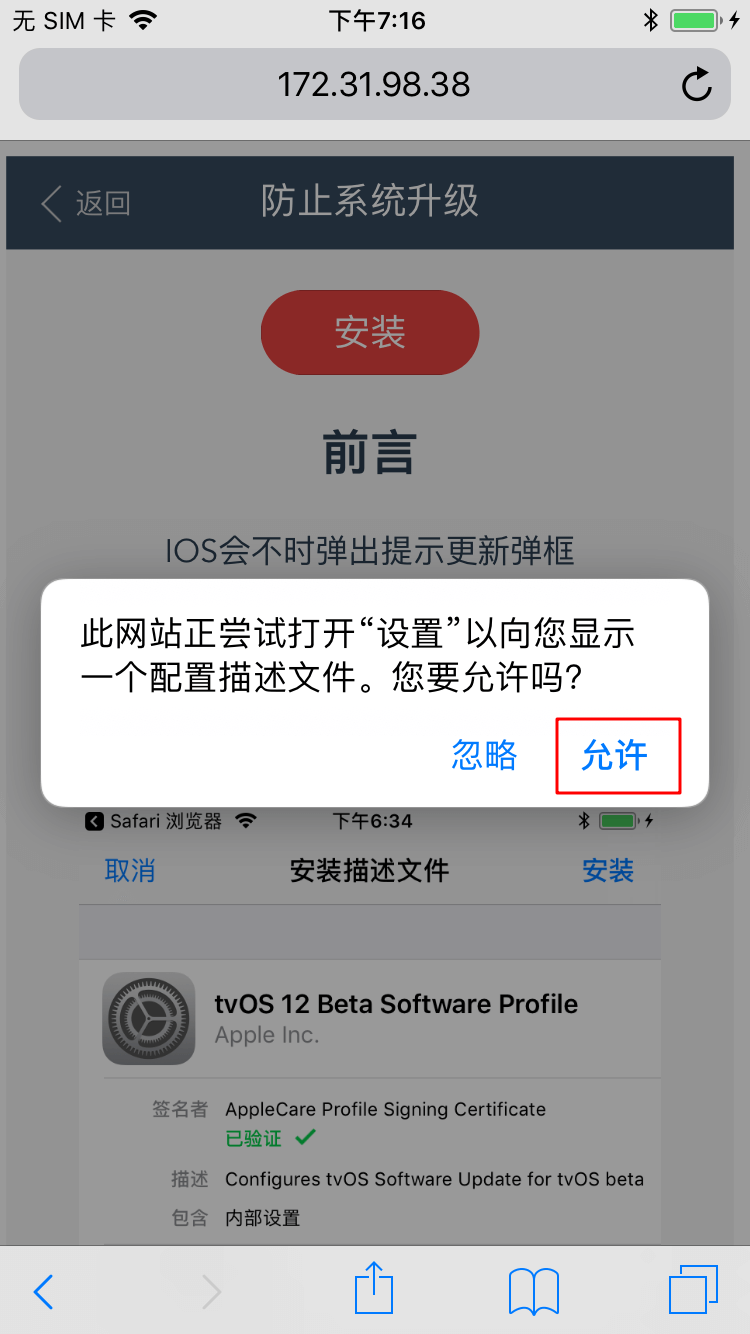 无 SIM 卡 下午7:16
172.31.98.38
返回 防止系统升级
安装
前言
IOS会不时弹出提示更新弹框
此网站正尝试打开“设置”以向您显示
一个配置描述文件。您要允许吗?
忽略 允许
Safari 浏览器 下午6:34
取消 安装描述文件 安装
tvOS 12 Beta Software Profile
Apple Inc.
签名者 AppleCare Profile Signing Certificate
已验证
描述 Configures tvOS Software Update for tvOS beta
包含 内部设置